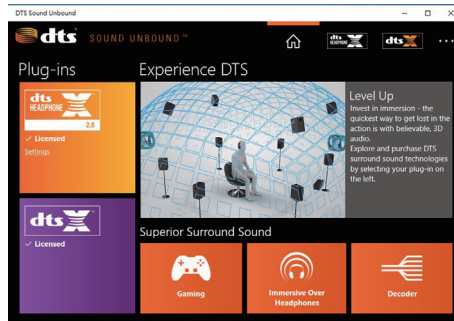 DTS Sound Unbound
dts SOUND UNBOUND™
dts HEADPHONE X
dts X
Plug-ins
Experience DTS
dts
HEADPHONE X
2.0
✓ Licensed
Settings
Level Up
Invest in immersion - the
quickest way to get lost in the
action is with believable, 3D
audio.
Explore and purchase DTS
surround sound technologies
by selecting your plug-in on
the left.
dts X
✓ Licensed
Superior Surround Sound
Gaming
Immersive Over
Headphones
Decoder